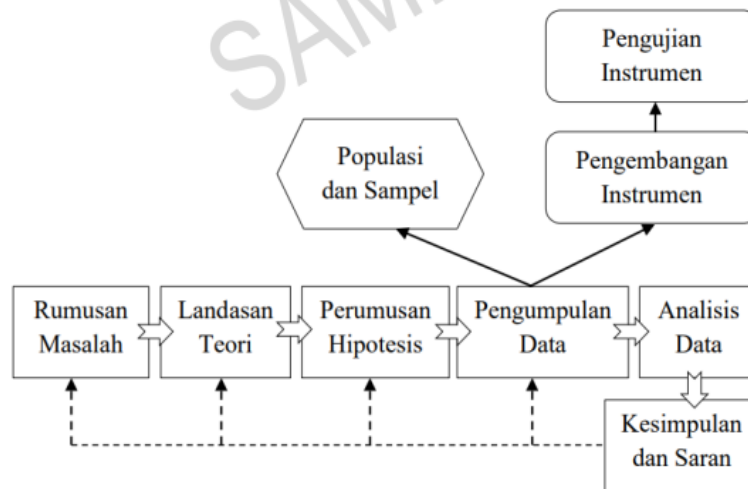 Pengujian
Instrumen
Populasi
dan Sampel
Pengembangan
Instrumen
Rumusan
Masalah
Landasan
Teori
Perumusan
Hipotesis
Pengumpulan
Data
Analisis
Data
Kesimpulan
dan Saran